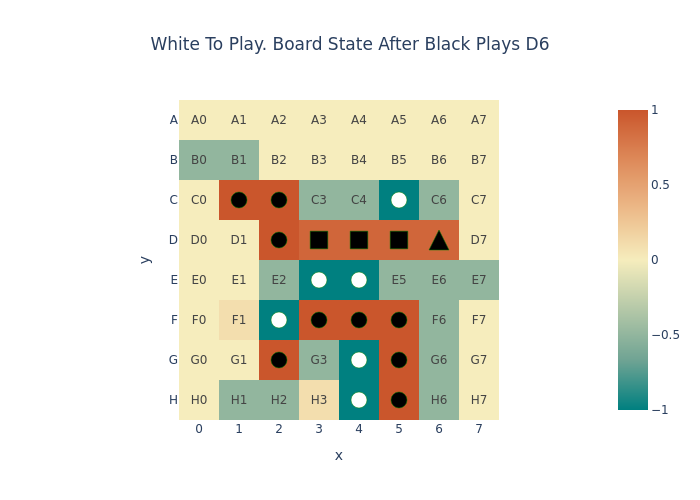 White To Play. Board State After Black Plays D6
A A0 A1 A2 A3 A4 A5 A6 A7 1
B B0 B1 B2 B3 B4 B5 B6 B7 0.5
C C0 C3 C4 C6 C7
D D0 D1 D7 0
y
E E0 E1 E2 E5 E6 E7
F F0 F1 F6 F7 −0.5
G G0 G1 G3 G6 G7
H H0 H1 H2 H3 H6 H7 −1
0 1 2 3 4 5 6 7
x